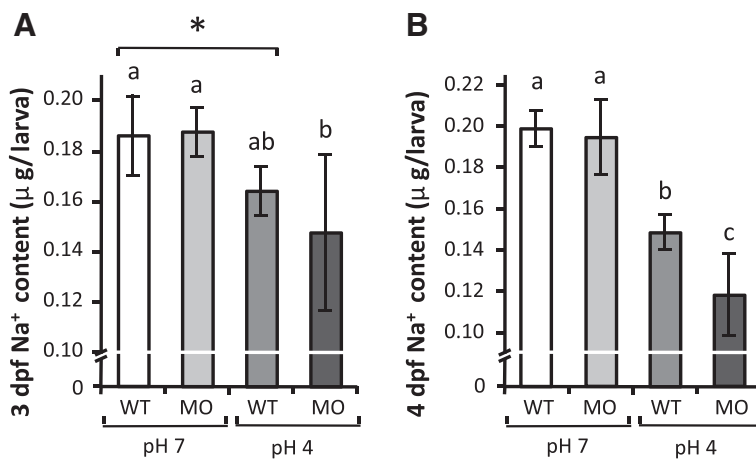 A
*
3 dpf Na⁺ content (μ g/larva)
0.20
0.18
0.16
0.14
0.12
0.10
0
a
a
ab
b
WT
MO
WT
MO
pH 7
pH 4
B
4 dpf Na⁺ content (μ g/larva)
0.22
0.20
0.18
0.16
0.14
0.12
0.10
0
a
a
b
c
WT
MO
WT
MO
pH 7
pH 4